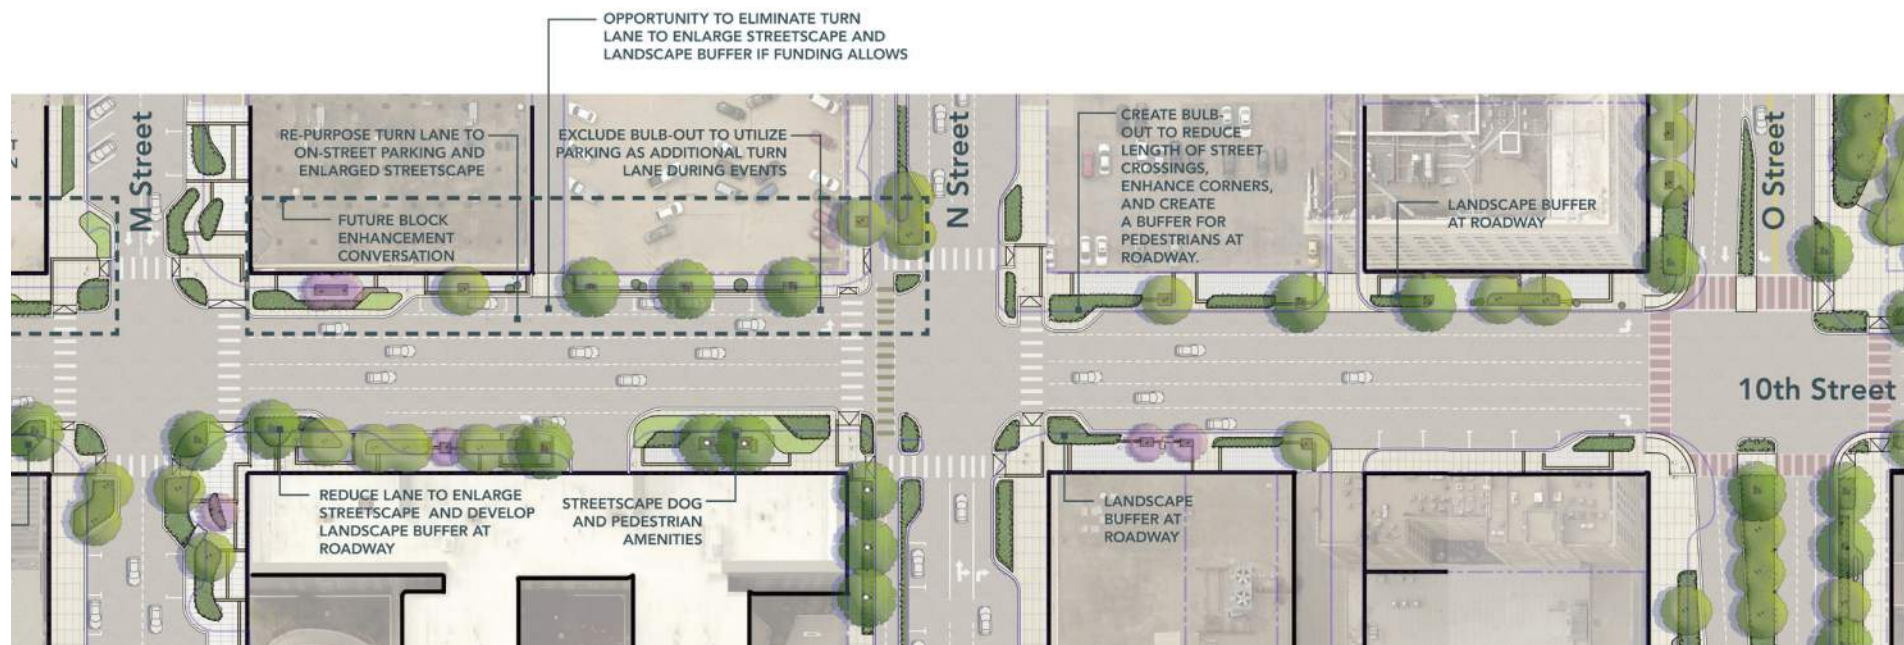 OPPORTUNITY TO ELIMINATE TURN
LANE TO ENLARGE STREETSCAPE AND
LANDSCAPE BUFFER IF FUNDING ALLOWS
M Street
RE-PURPOSE TURN LANE TO
ON-STREET PARKING AND
ENLARGED STREETSCAPE
EXCLUDE BULB-OUT TO UTILIZE
PARKING AS ADDITIONAL TURN
LANE DURING EVENTS
FUTURE BLOCK
ENHANCEMENT
CONVERSATION
N Street
CREATE BULB-
OUT TO REDUCE
LENGTH OF STREET
CROSSINGS,
ENHANCE CORNERS,
AND CREATE
A BUFFER FOR
PEDESTRIANS AT
ROADWAY.
LANDSCAPE BUFFER
AT ROADWAY
O Street
10th Street
REDUCE LANE TO ENLARGE
STREETSCAPE AND DEVELOP
LANDSCAPE BUFFER AT
ROADWAY
STREETSCAPE DOG
AND PEDESTRIAN
AMENITIES
LANDSCAPE
BUFFER AT
ROADWAY